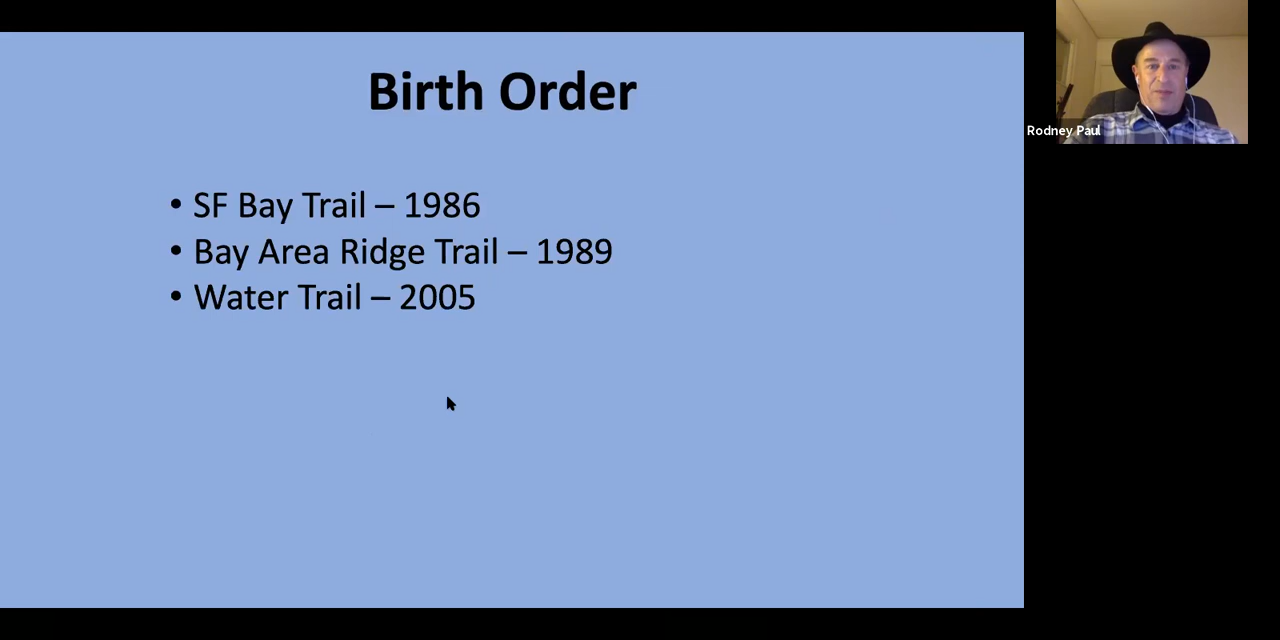 Birth Order
• SF Bay Trail – 1986
• Bay Area Ridge Trail – 1989
• Water Trail – 2005
Rodney Paul